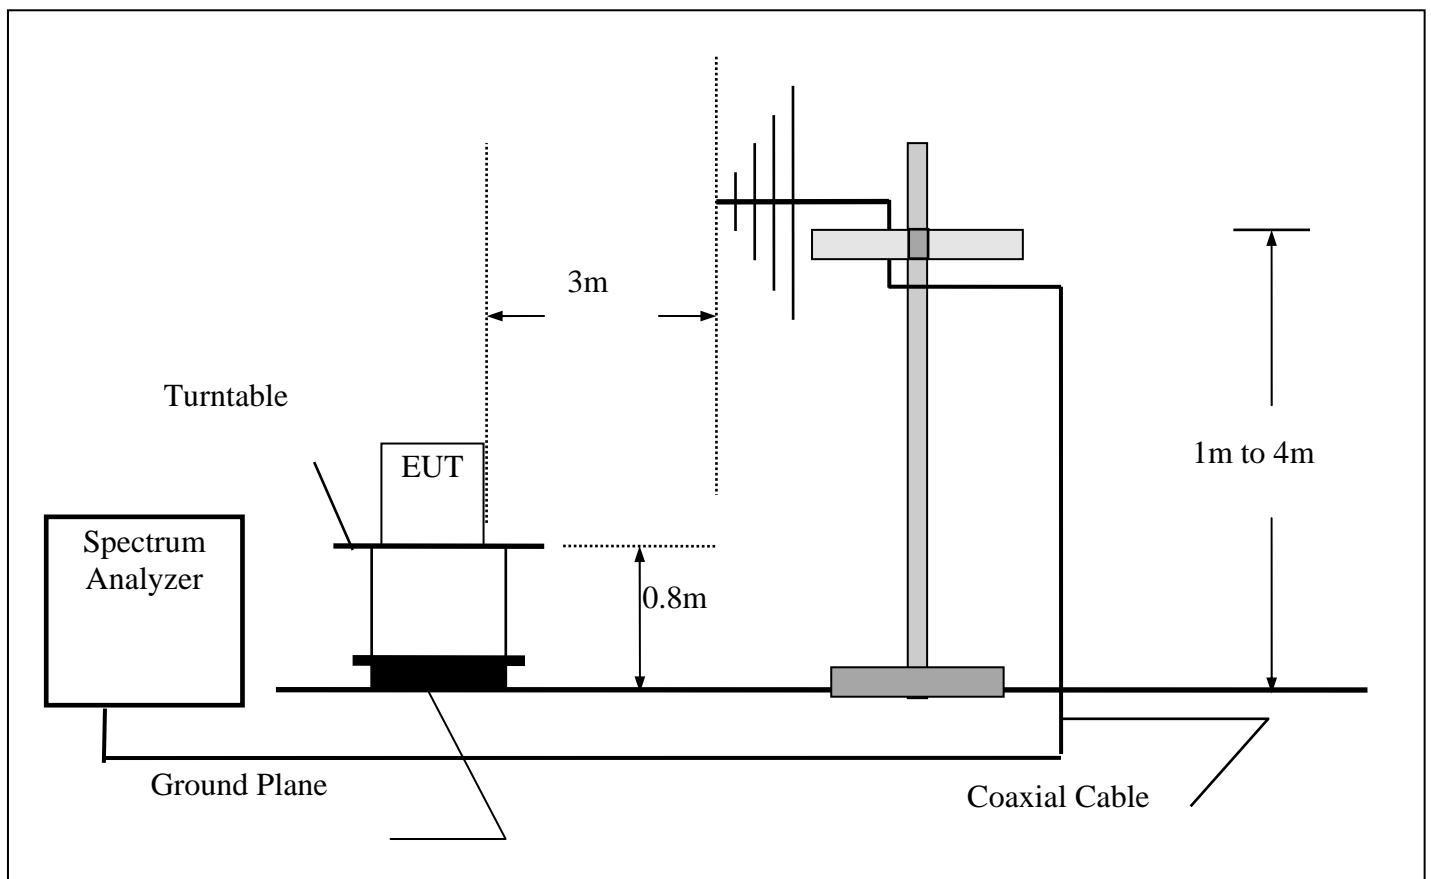 3m
Turntable
EUT
1m to 4m
Spectrum
Analyzer
0.8m
Ground Plane
Coaxial Cable